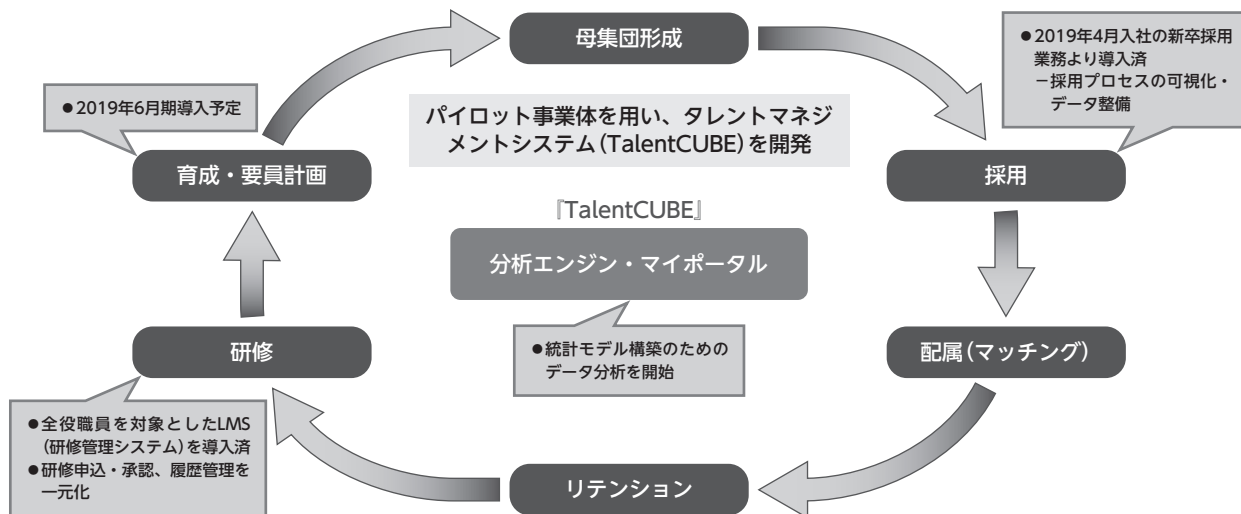 母集団形成
●2019年4月入社の新卒採用
業務より導入済
－採用プロセスの可視化・
データ整備
●2019年6月期導入予定
パイロット事業体を用い、タレントマネジ
メントシステム(TalentCUBE)を開発
育成・要員計画
採用
『TalentCUBE』
分析エンジン・マイポータル
研修
●統計モデル構築のための
データ分析を開始
配属(マッチング)
●全役職員を対象としたLMS
(研修管理システム)を導入済
●研修申込・承認、履歴管理を
一元化
リテンション